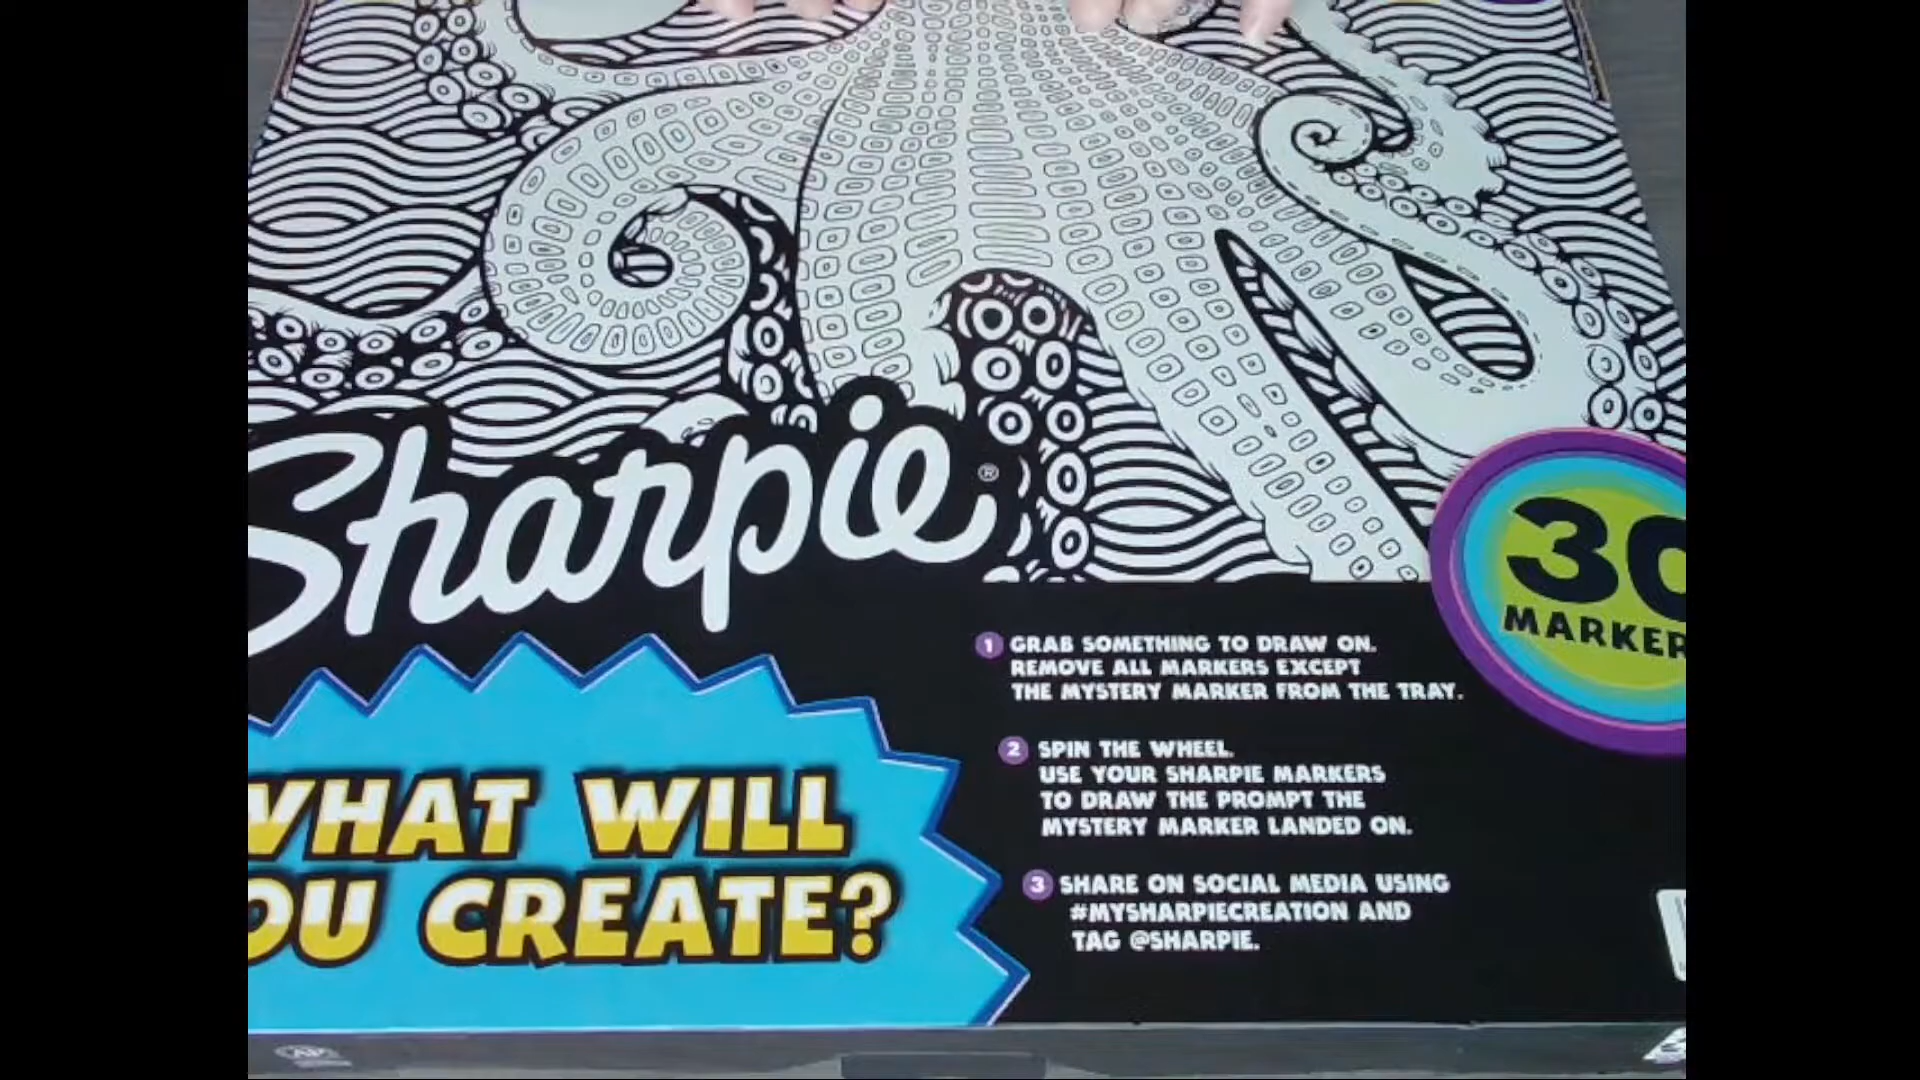 Sharpie®
30
MARKER
1 GRAB SOMETHING TO DRAW ON.
REMOVE ALL MARKERS EXCEPT
THE MYSTERY MARKER FROM THE TRAY.
2 SPIN THE WHEEL.
USE YOUR SHARPIE MARKERS
TO DRAW THE PROMPT THE
MYSTERY MARKER LANDED ON.
3 SHARE ON SOCIAL MEDIA USING
#MYSHARPIECREATION AND
TAG @SHARPIE.
WHAT WILL
OU CREATE?
AP